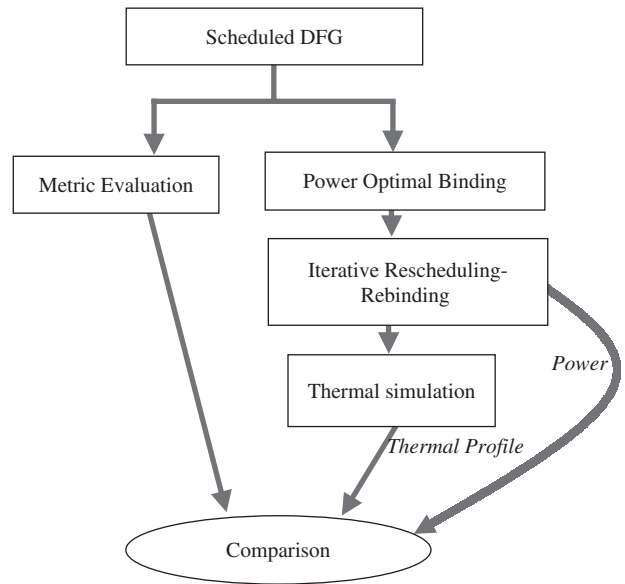 Scheduled DFG
Metric Evaluation
Power Optimal Binding
Iterative Rescheduling-
Rebinding
Power
Thermal simulation
Thermal Profile
Comparison